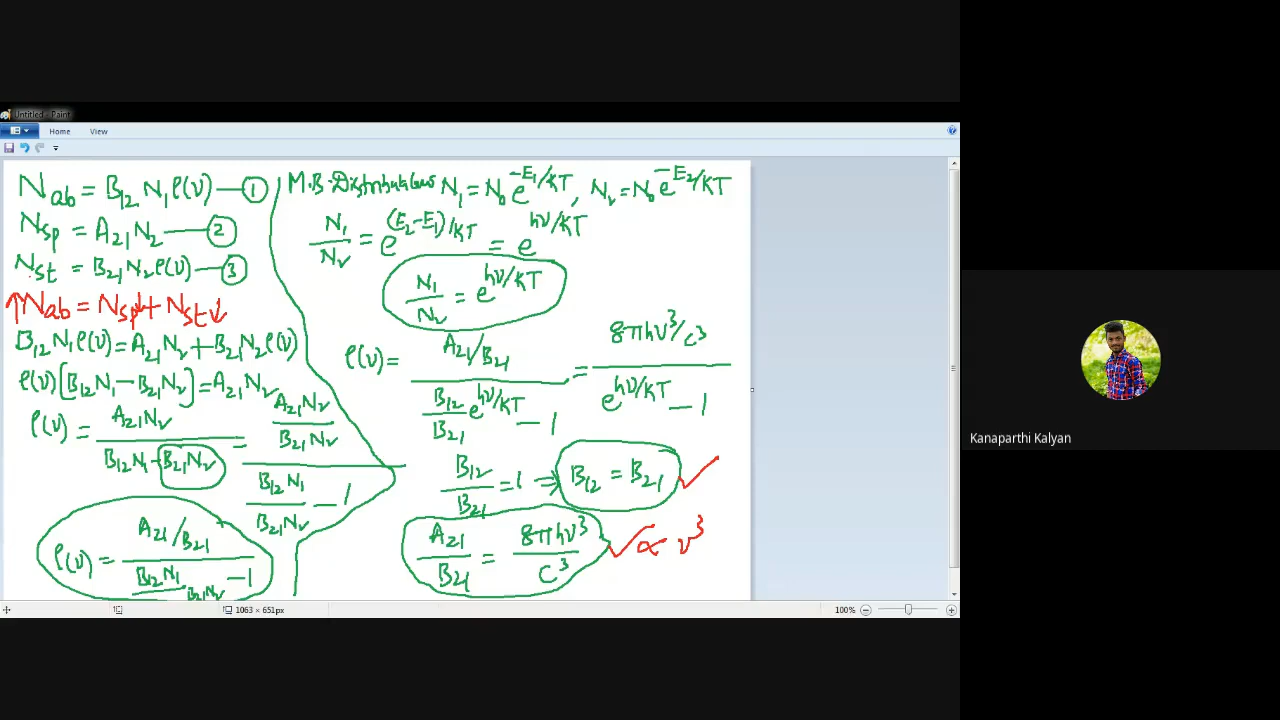 Untitled - Paint
Home View
N_ab = B_12 N_1 ρ(ν) — ①
N_sp = A_21 N_2 — ②
N_st = B_21 N_2 ρ(ν) — ③
↑N_ab = N_sp↓ + N_st↓
B_12 N_1 ρ(ν) = A_21 N_2 + B_21 N_2 ρ(ν)
ρ(ν) [B_12 N_1 − B_21 N_2] = A_21 N_2
ρ(ν) = A_21 N_2 / (B_12 N_1 − B_21 N_2) = (A_21 N_2 / B_21 N_2) / (B_12 N_1 / B_21 N_2 − 1)
ρ(ν) = (A_21/B_21) / (B_12 N_1 / B_21 N_2 − 1)
N_1 = N_0 e^(−E_1/KT), N_2 = N_0 e^(−E_2/KT)
N_1/N_2 = e^((E_2−E_1)/KT) = e^(hν/KT)
N_1/N_2 = e^(hν/KT)
ρ(ν) = (A_21/B_21) / ((B_12/B_21) e^(hν/KT) − 1) = (8πhν³/c³) / (e^(hν/KT) − 1)
B_12/B_21 = 1 ⇒ B_12 = B_21 ✓
A_21/B_21 = 8πhν³/c³ ✓ ∝ ν³
1063 × 651px
100%
Kanaparthi Kalyan